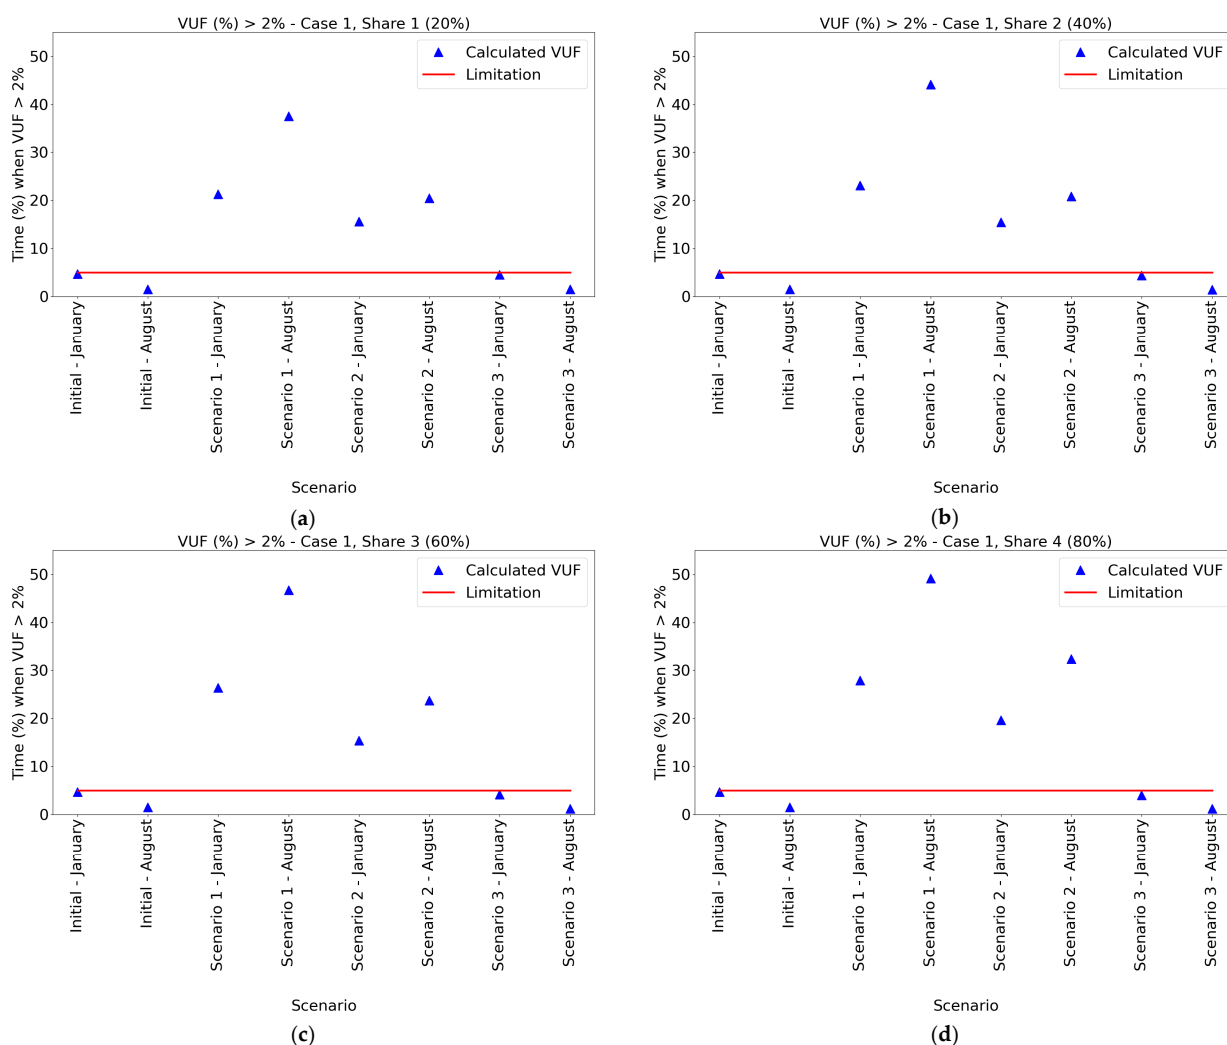 VUF (%) > 2% - Case 1, Share 1 (20%)
Time (%) when VUF > 2%
50
40
30
20
10
0
Calculated VUF
Limitation
Initial - January
Initial - August
Scenario 1 - January
Scenario 1 - August
Scenario 2 - January
Scenario 2 - August
Scenario 3 - January
Scenario 3 - August
Scenario
(a)
VUF (%) > 2% - Case 1, Share 2 (40%)
Time (%) when VUF > 2%
50
40
30
20
10
0
Calculated VUF
Limitation
Initial - January
Initial - August
Scenario 1 - January
Scenario 1 - August
Scenario 2 - January
Scenario 2 - August
Scenario 3 - January
Scenario 3 - August
Scenario
(b)
VUF (%) > 2% - Case 1, Share 3 (60%)
Time (%) when VUF > 2%
50
40
30
20
10
0
Calculated VUF
Limitation
Initial - January
Initial - August
Scenario 1 - January
Scenario 1 - August
Scenario 2 - January
Scenario 2 - August
Scenario 3 - January
Scenario 3 - August
Scenario
(c)
VUF (%) > 2% - Case 1, Share 4 (80%)
Time (%) when VUF > 2%
50
40
30
20
10
0
Calculated VUF
Limitation
Initial - January
Initial - August
Scenario 1 - January
Scenario 1 - August
Scenario 2 - January
Scenario 2 - August
Scenario 3 - January
Scenario 3 - August
Scenario
(d)